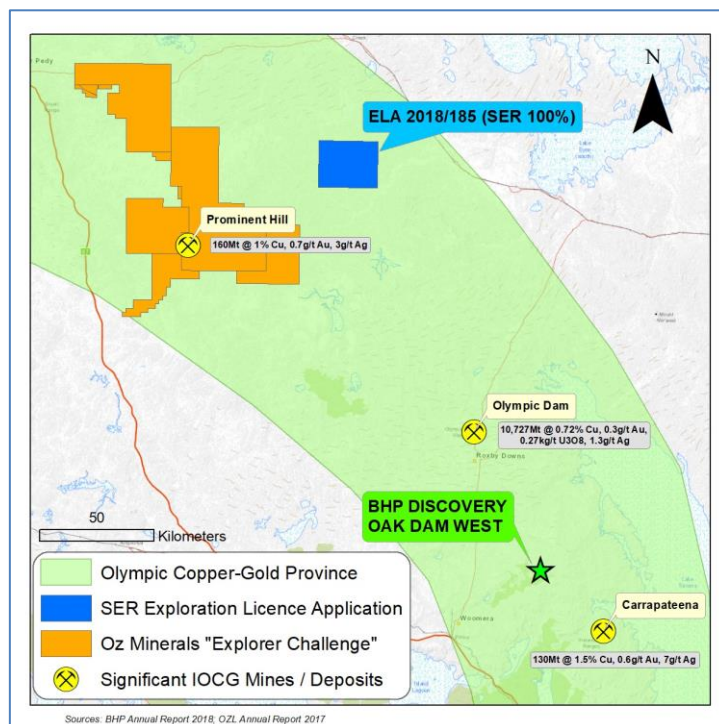 N
r Pedy
ELA 2018/185 (SER 100%)
Prominent Hill
160Mt @ 1% Cu, 0.7g/t Au, 3g/t Ag
Olympic Dam
10,727Mt @ 0.72% Cu, 0.3g/t Au,
0.27kg/t U3O8, 1.3g/t Ag
Roxby Downs
BHP DISCOVERY
OAK DAM WEST
50
Kilometers
Woomera
Carrapateena
130Mt @ 1.5% Cu, 0.6g/t Au, 7g/t Ag
Olympic Copper-Gold Province
SER Exploration Licence Application
Oz Minerals "Explorer Challenge"
Significant IOCG Mines / Deposits
Sources: BHP Annual Report 2018; OZL Annual Report 2017